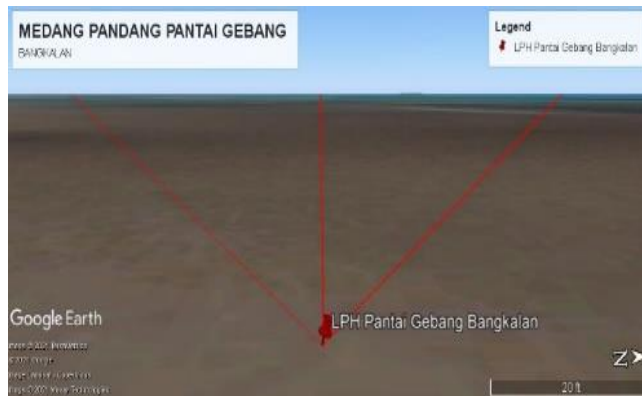 MEDANG PANDANG PANTAI GEBANG
BANGKALAN
Legend
LPH Pantai Gebang Bangkalan
LPH Pantai Gebang Bangkalan
Google Earth
Z
20 ft